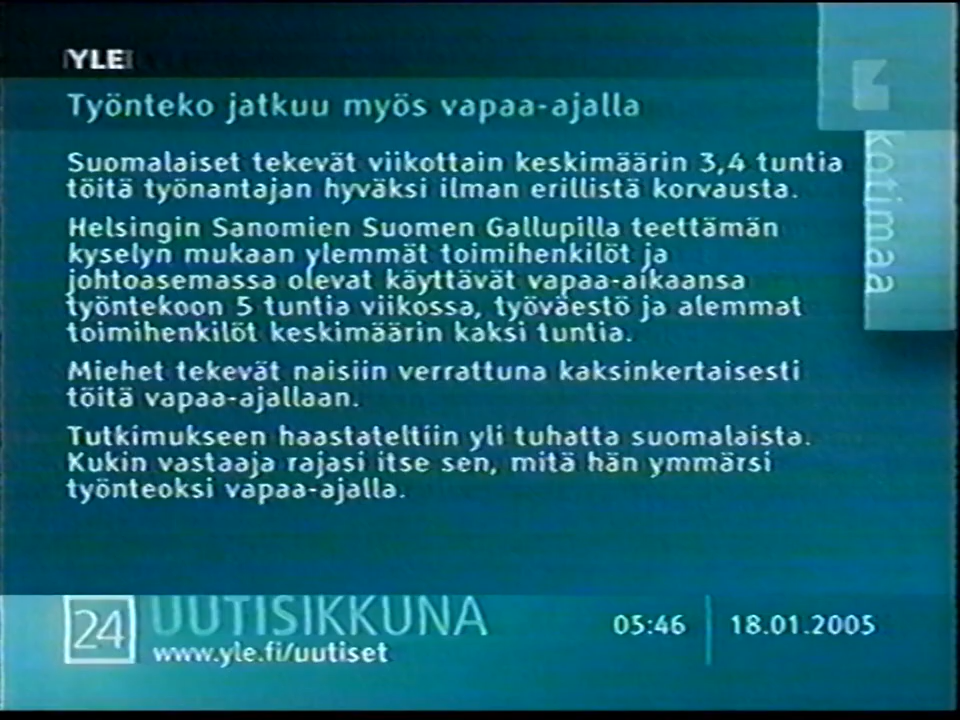 YLE
Työnteko jatkuu myös vapaa-ajalla
kotimaa
Suomalaiset tekevät viikottain keskimäärin 3,4 tuntia
töitä työnantajan hyväksi ilman erillistä korvausta.
Helsingin Sanomien Suomen Gallupilla teettämän
kyselyn mukaan ylemmät toimihenkilöt ja
johtoasemassa olevat käyttävät vapaa-aikaansa
työntekoon 5 tuntia viikossa, työväestö ja alemmat
toimihenkilöt keskimäärin kaksi tuntia.
Miehet tekevät naisiin verrattuna kaksinkertaisesti
töitä vapaa-ajallaan.
Tutkimukseen haastateltiin yli tuhatta suomalaista.
Kukin vastaaja rajasi itse sen, mitä hän ymmärsi
työnteoksi vapaa-ajalla.
24 UUTISIKKUNA
www.yle.fi/uutiset
05:46 18.01.2005